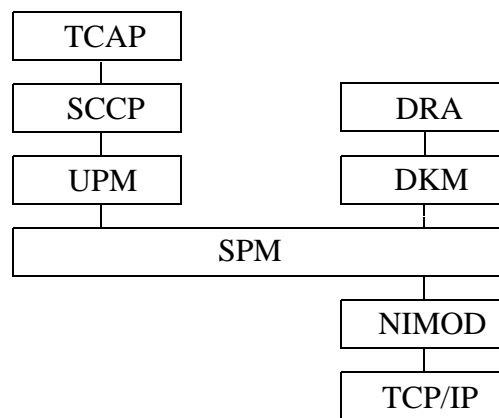 TCAP
SCCP
DRA
UPM
DKM
SPM
NIMOD
TCP/IP